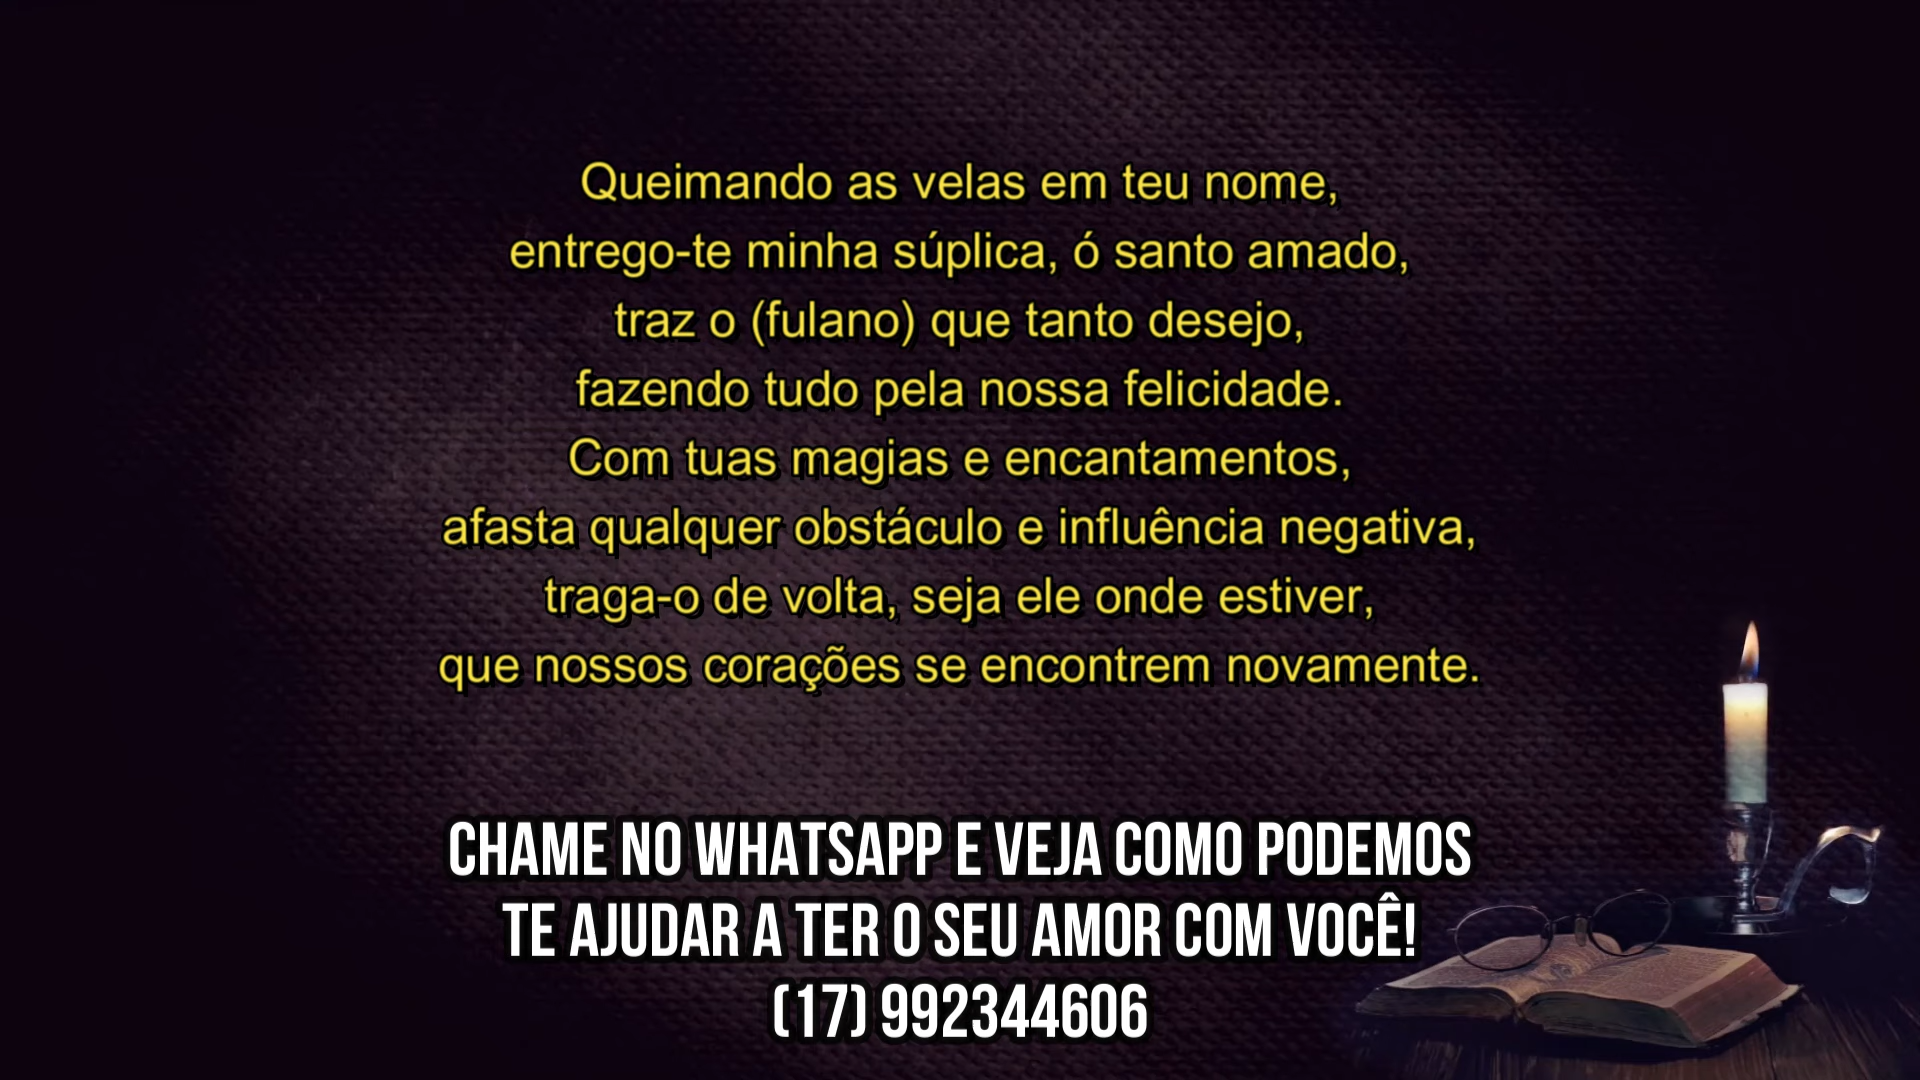 Queimando as velas em teu nome,
entrego-te minha súplica, ó santo amado,
traz o (fulano) que tanto desejo,
fazendo tudo pela nossa felicidade.
Com tuas magias e encantamentos,
afasta qualquer obstáculo e influência negativa,
traga-o de volta, seja ele onde estiver,
que nossos corações se encontrem novamente.
CHAME NO WHATSAPP E VEJA COMO PODEMOS
TE AJUDAR A TER O SEU AMOR COM VOCÊ!
(17) 992344606